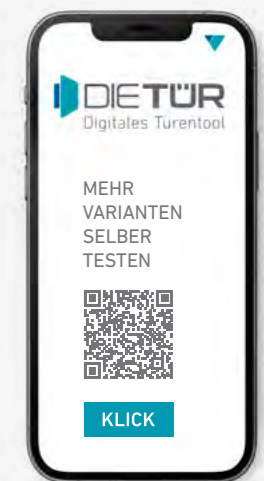 DIETÜR
Digitales Türentool
MEHR
VARIANTEN
SELBER
TESTEN
KLICK